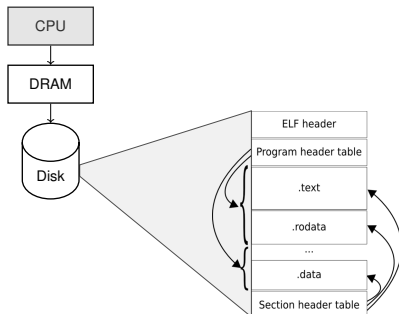 CPU
DRAM
Disk
ELF header
Program header table
.text
.rodata
...
.data
Section header table